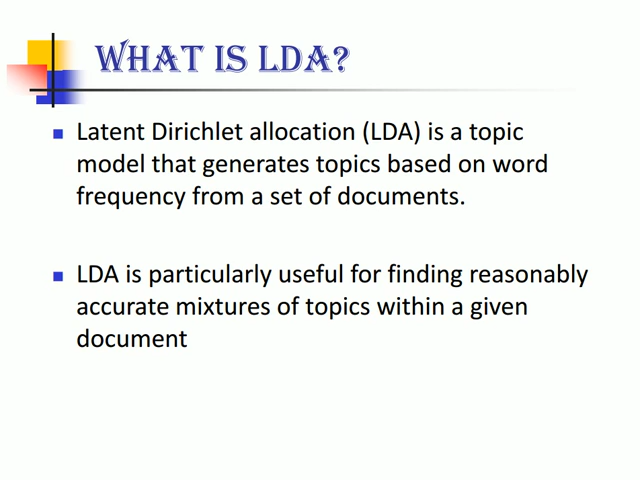 WHAT IS LDA?
Latent Dirichlet allocation (LDA) is a topic
model that generates topics based on word
frequency from a set of documents.
LDA is particularly useful for finding reasonably
accurate mixtures of topics within a given
document